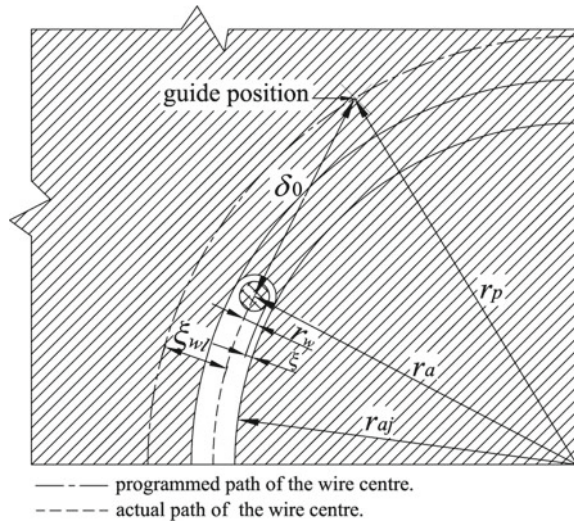 guide position
δ0
rp
ξwl
rw
ξ
ra
raj
programmed path of the wire centre.
actual path of the wire centre.